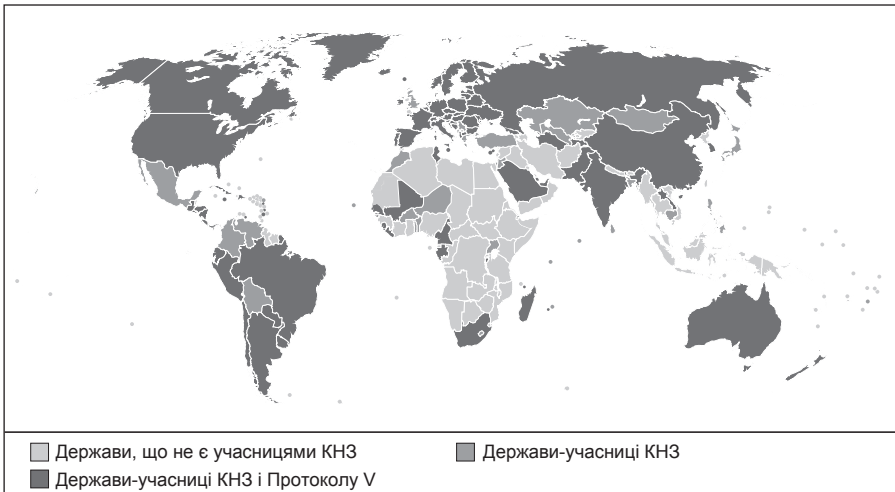 Держави, що не є учасницями КНЗ
Держави-учасниці КНЗ
Держави-учасниці КНЗ і Протоколу V